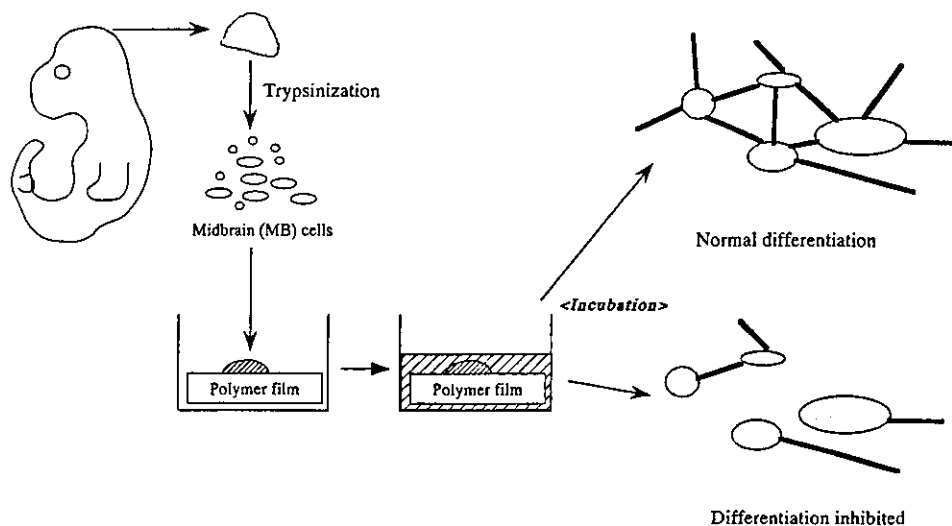 Trypsinization
Midbrain (MB) cells
Polymer film
Polymer film
<Incubation>
Normal differentiation
Differentiation inhibited